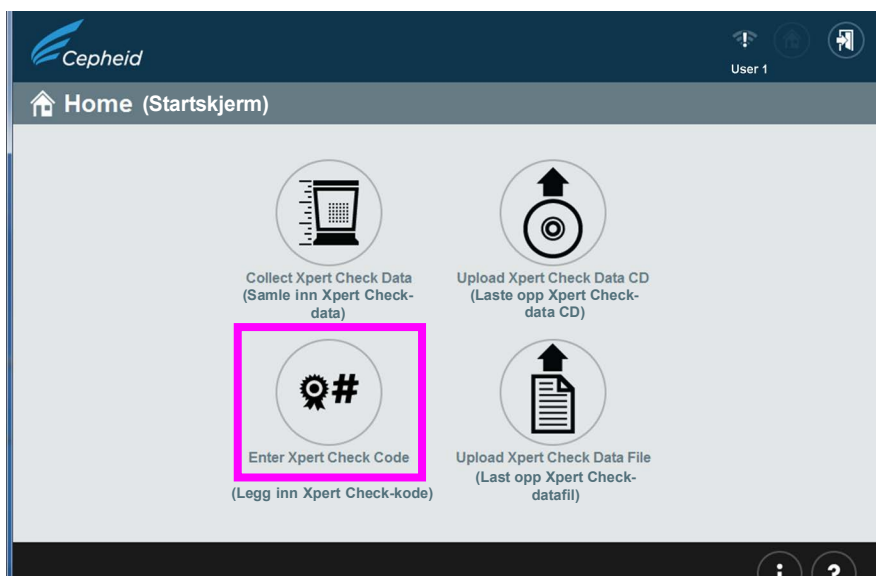 Cepheid
User 1
Home (Startskjerm)
Collect Xpert Check Data
(Samle inn Xpert Check-
data)
Upload Xpert Check Data CD
(Laste opp Xpert Check-
data CD)
#
Enter Xpert Check Code
(Legg inn Xpert Check-kode)
Upload Xpert Check Data File
(Last opp Xpert Check-
datafil)
i ?